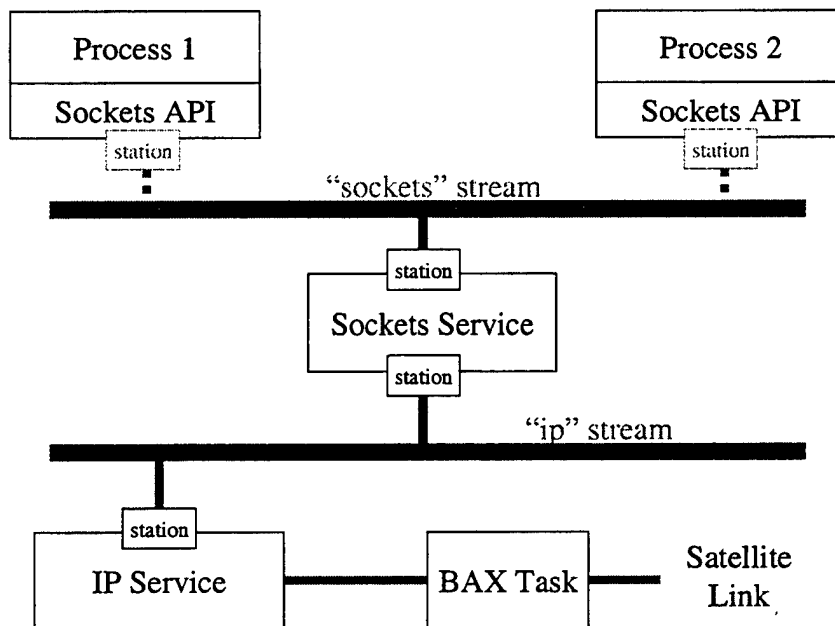 Process 1
Process 2
Sockets API
Sockets API
station
station
“sockets” stream
station
Sockets Service
station
“ip” stream
station
IP Service
BAX Task
Satellite
Link